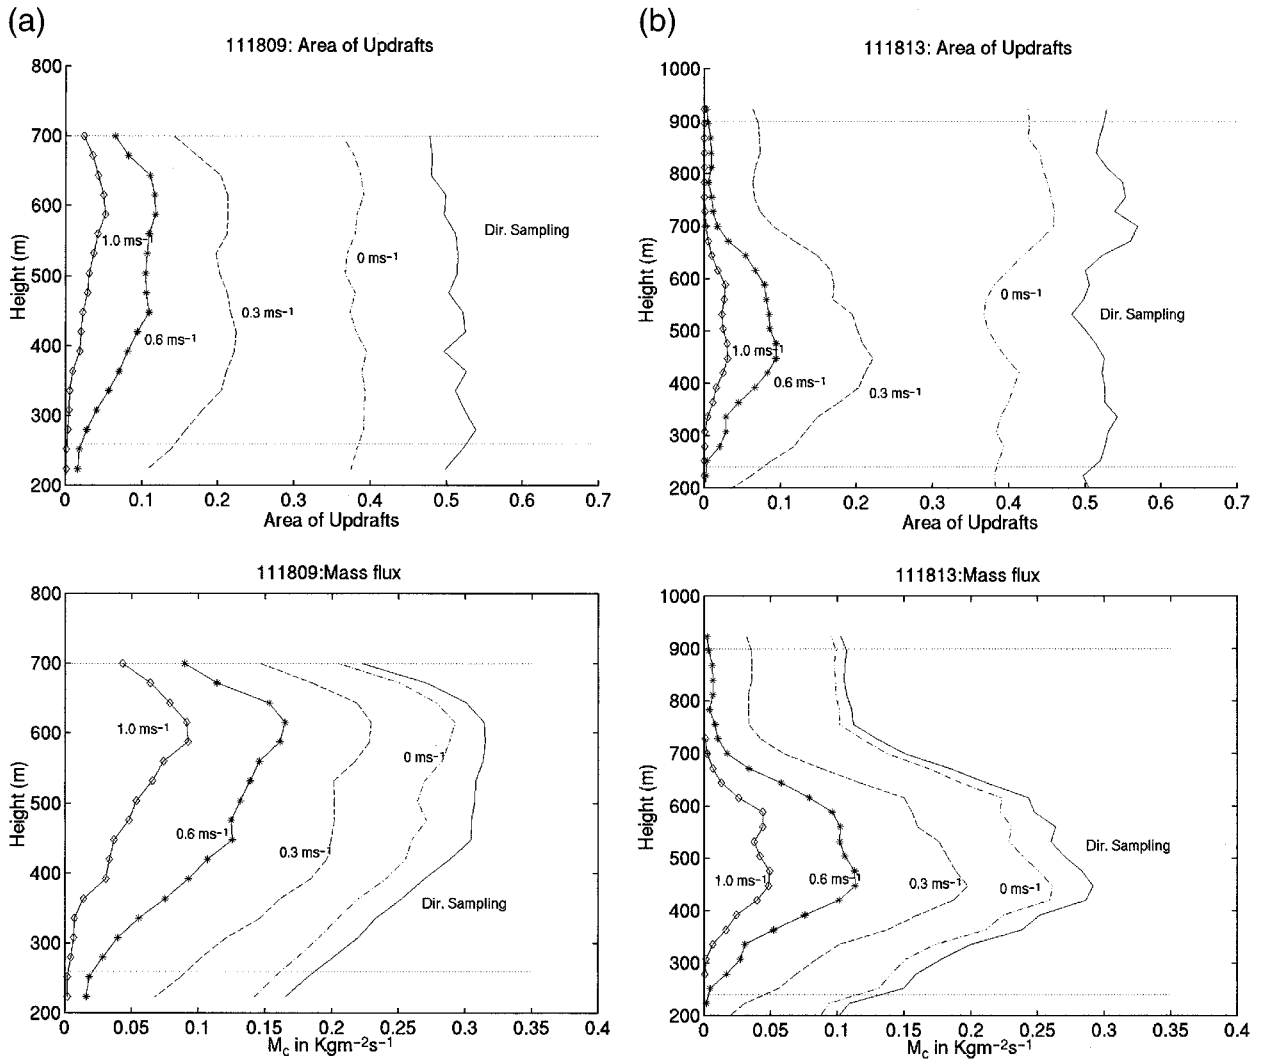 (a)
111809: Area of Updrafts
800
700
600
500
400
300
200
Height (m)
1.0 ms⁻¹
0.6 ms⁻¹
0.3 ms⁻¹
0 ms⁻¹
Dir. Sampling
0 0.1 0.2 0.3 0.4 0.5 0.6 0.7
Area of Updrafts
(b)
111813: Area of Updrafts
1000
900
800
700
600
500
400
300
200
Height (m)
1.0 ms⁻¹
0.6 ms⁻¹
0.3 ms⁻¹
0 ms⁻¹
Dir. Sampling
0 0.1 0.2 0.3 0.4 0.5 0.6 0.7
Area of Updrafts
111809:Mass flux
800
700
600
500
400
300
200
Height (m)
1.0 ms⁻¹
0 ms⁻¹
0.6 ms⁻¹
0.3 ms⁻¹
Dir. Sampling
0 0.05 0.1 0.15 0.2 0.25 0.3 0.35 0.4
M_c in Kgm⁻²s⁻¹
111813:Mass flux
1000
900
800
700
600
500
400
300
200
Height (m)
Dir. Sampling
1.0 ms⁻¹
0.6 ms⁻¹
0.3 ms⁻¹
0 ms⁻¹
0 0.05 0.1 0.15 0.2 0.25 0.3 0.35 0.4
M_c in Kgm⁻²s⁻¹